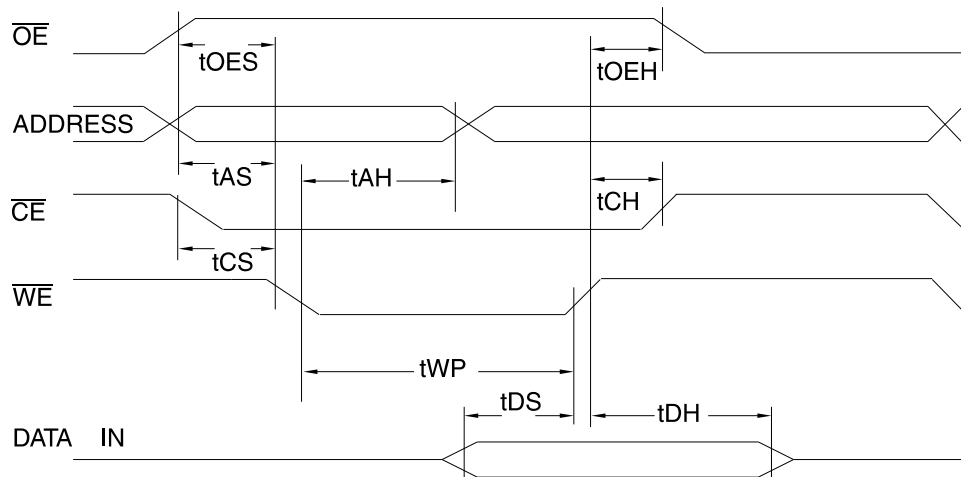 OE
tOES
tOEH
ADDRESS
tAS
tAH
tCH
CE
tCS
WE
tWP
tDS
tDH
DATA IN